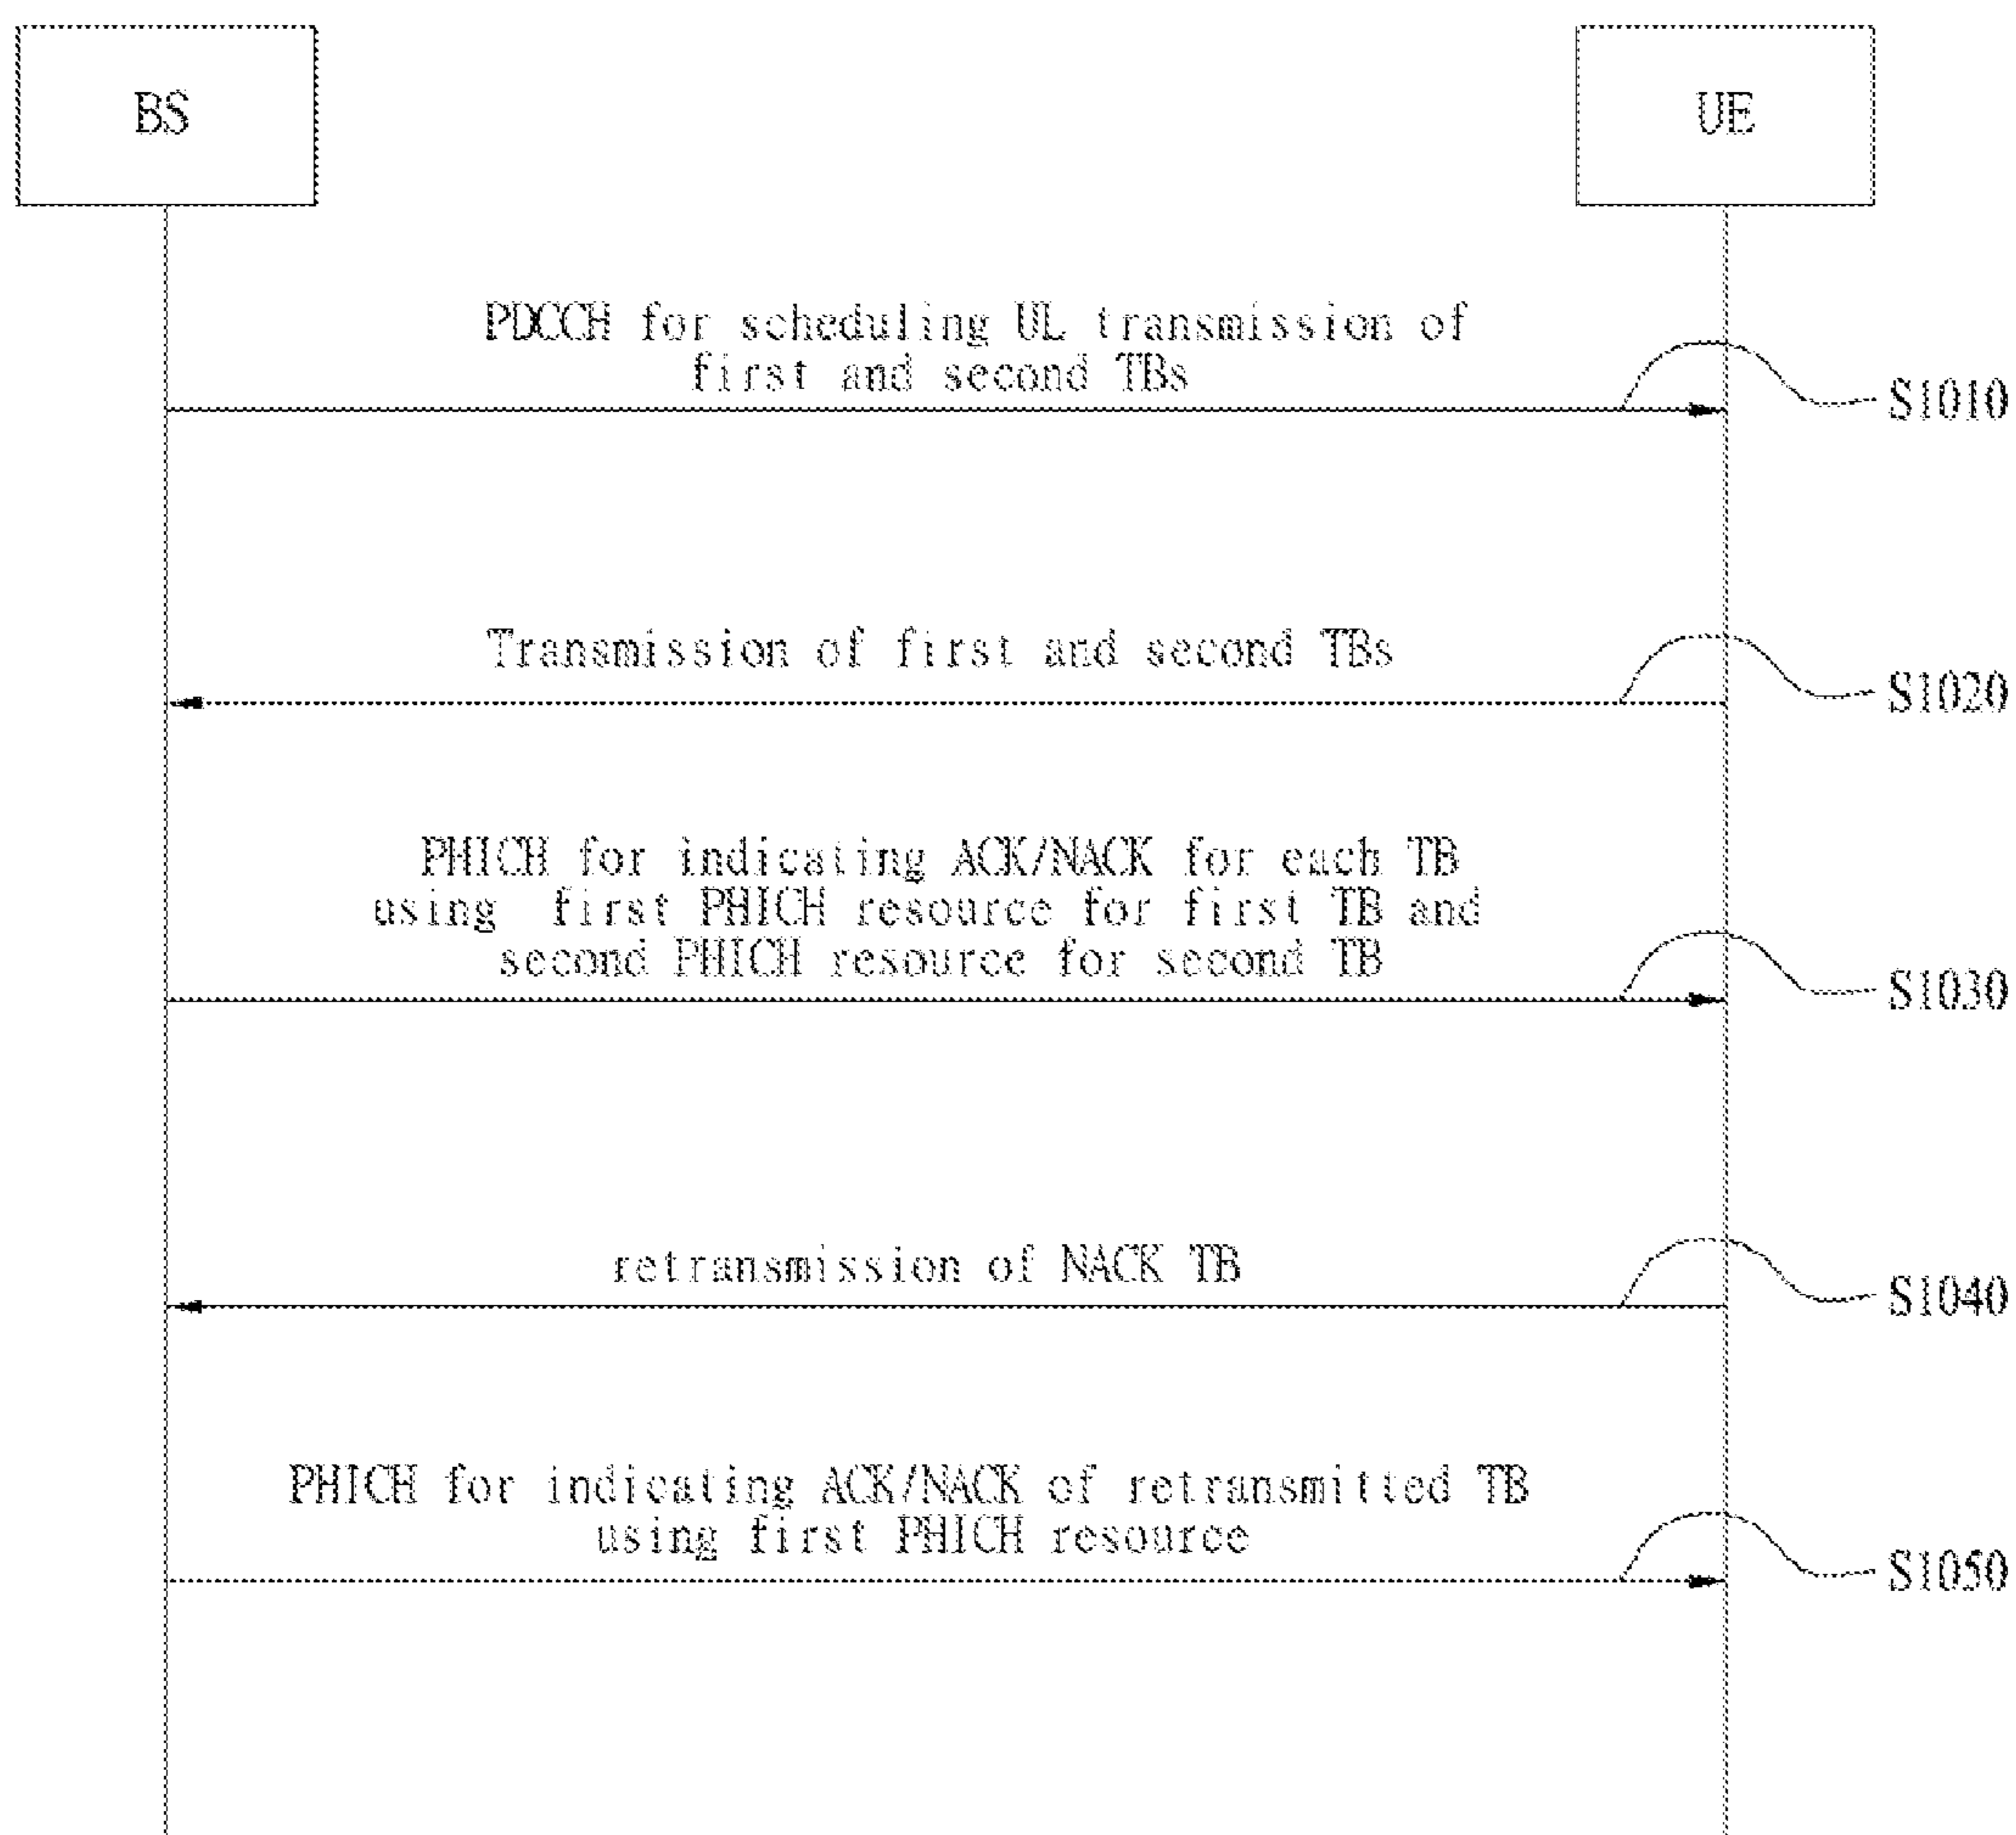 BS
UE
PDCCH for scheduling UL transmission of
first and second TBs
S1010
Transmission of first and second TBs
S1020
PHICH for indicating ACK/NACK for each TB
using first PHICH resource for first TB and
second PHICH resource for second TB
S1030
retransmission of NACK TB
S1040
PHICH for indicating ACK/NACK of retransmitted TB
using first PHICH resource
S1050